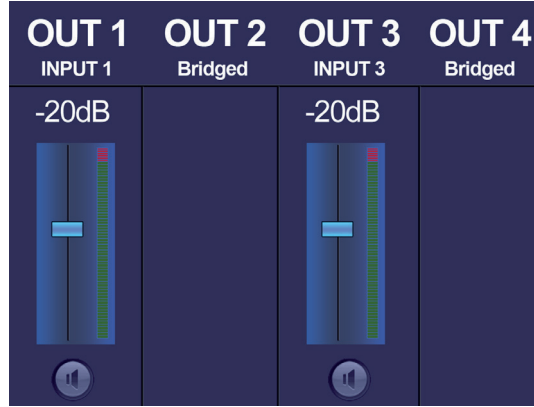 OUT 1 OUT 2 OUT 3 OUT 4
INPUT 1 Bridged INPUT 3 Bridged
-20dB -20dB